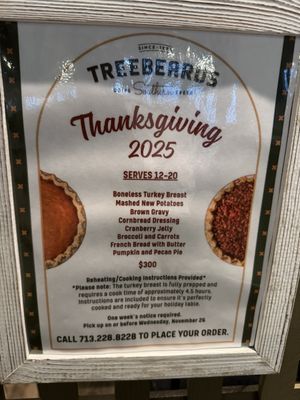 TREEBEARDS
Southern
Thanksgiving
2025
SERVES 12-20
Boneless Turkey Breast
Mashed New Potatoes
Brown Gravy
Cornbread Dressing
Cranberry Jelly
Broccoli and Carrots
French Bread with Butter
Pumpkin and Pecan Pie
$300
Reheating/Cooking Instructions Provided*
*Please note: The turkey breast is fully prepped and
requires a cook time of approximately 4.5 hours.
Instructions are included to ensure it's perfectly
cooked and ready for your holiday table.
One week's notice required.
Pick up on or before Wednesday, November 26
CALL 713.228.8228 TO PLACE YOUR ORDER.